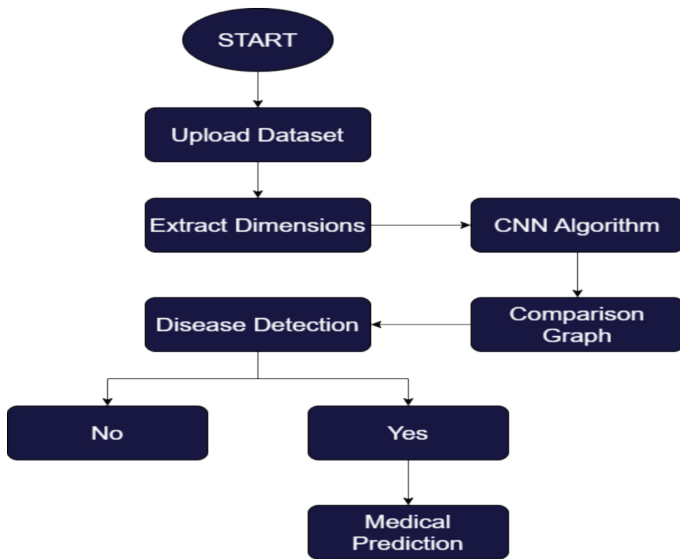 START
Upload Dataset
Extract Dimensions
CNN Algorithm
Disease Detection
Comparison
Graph
No
Yes
Medical
Prediction